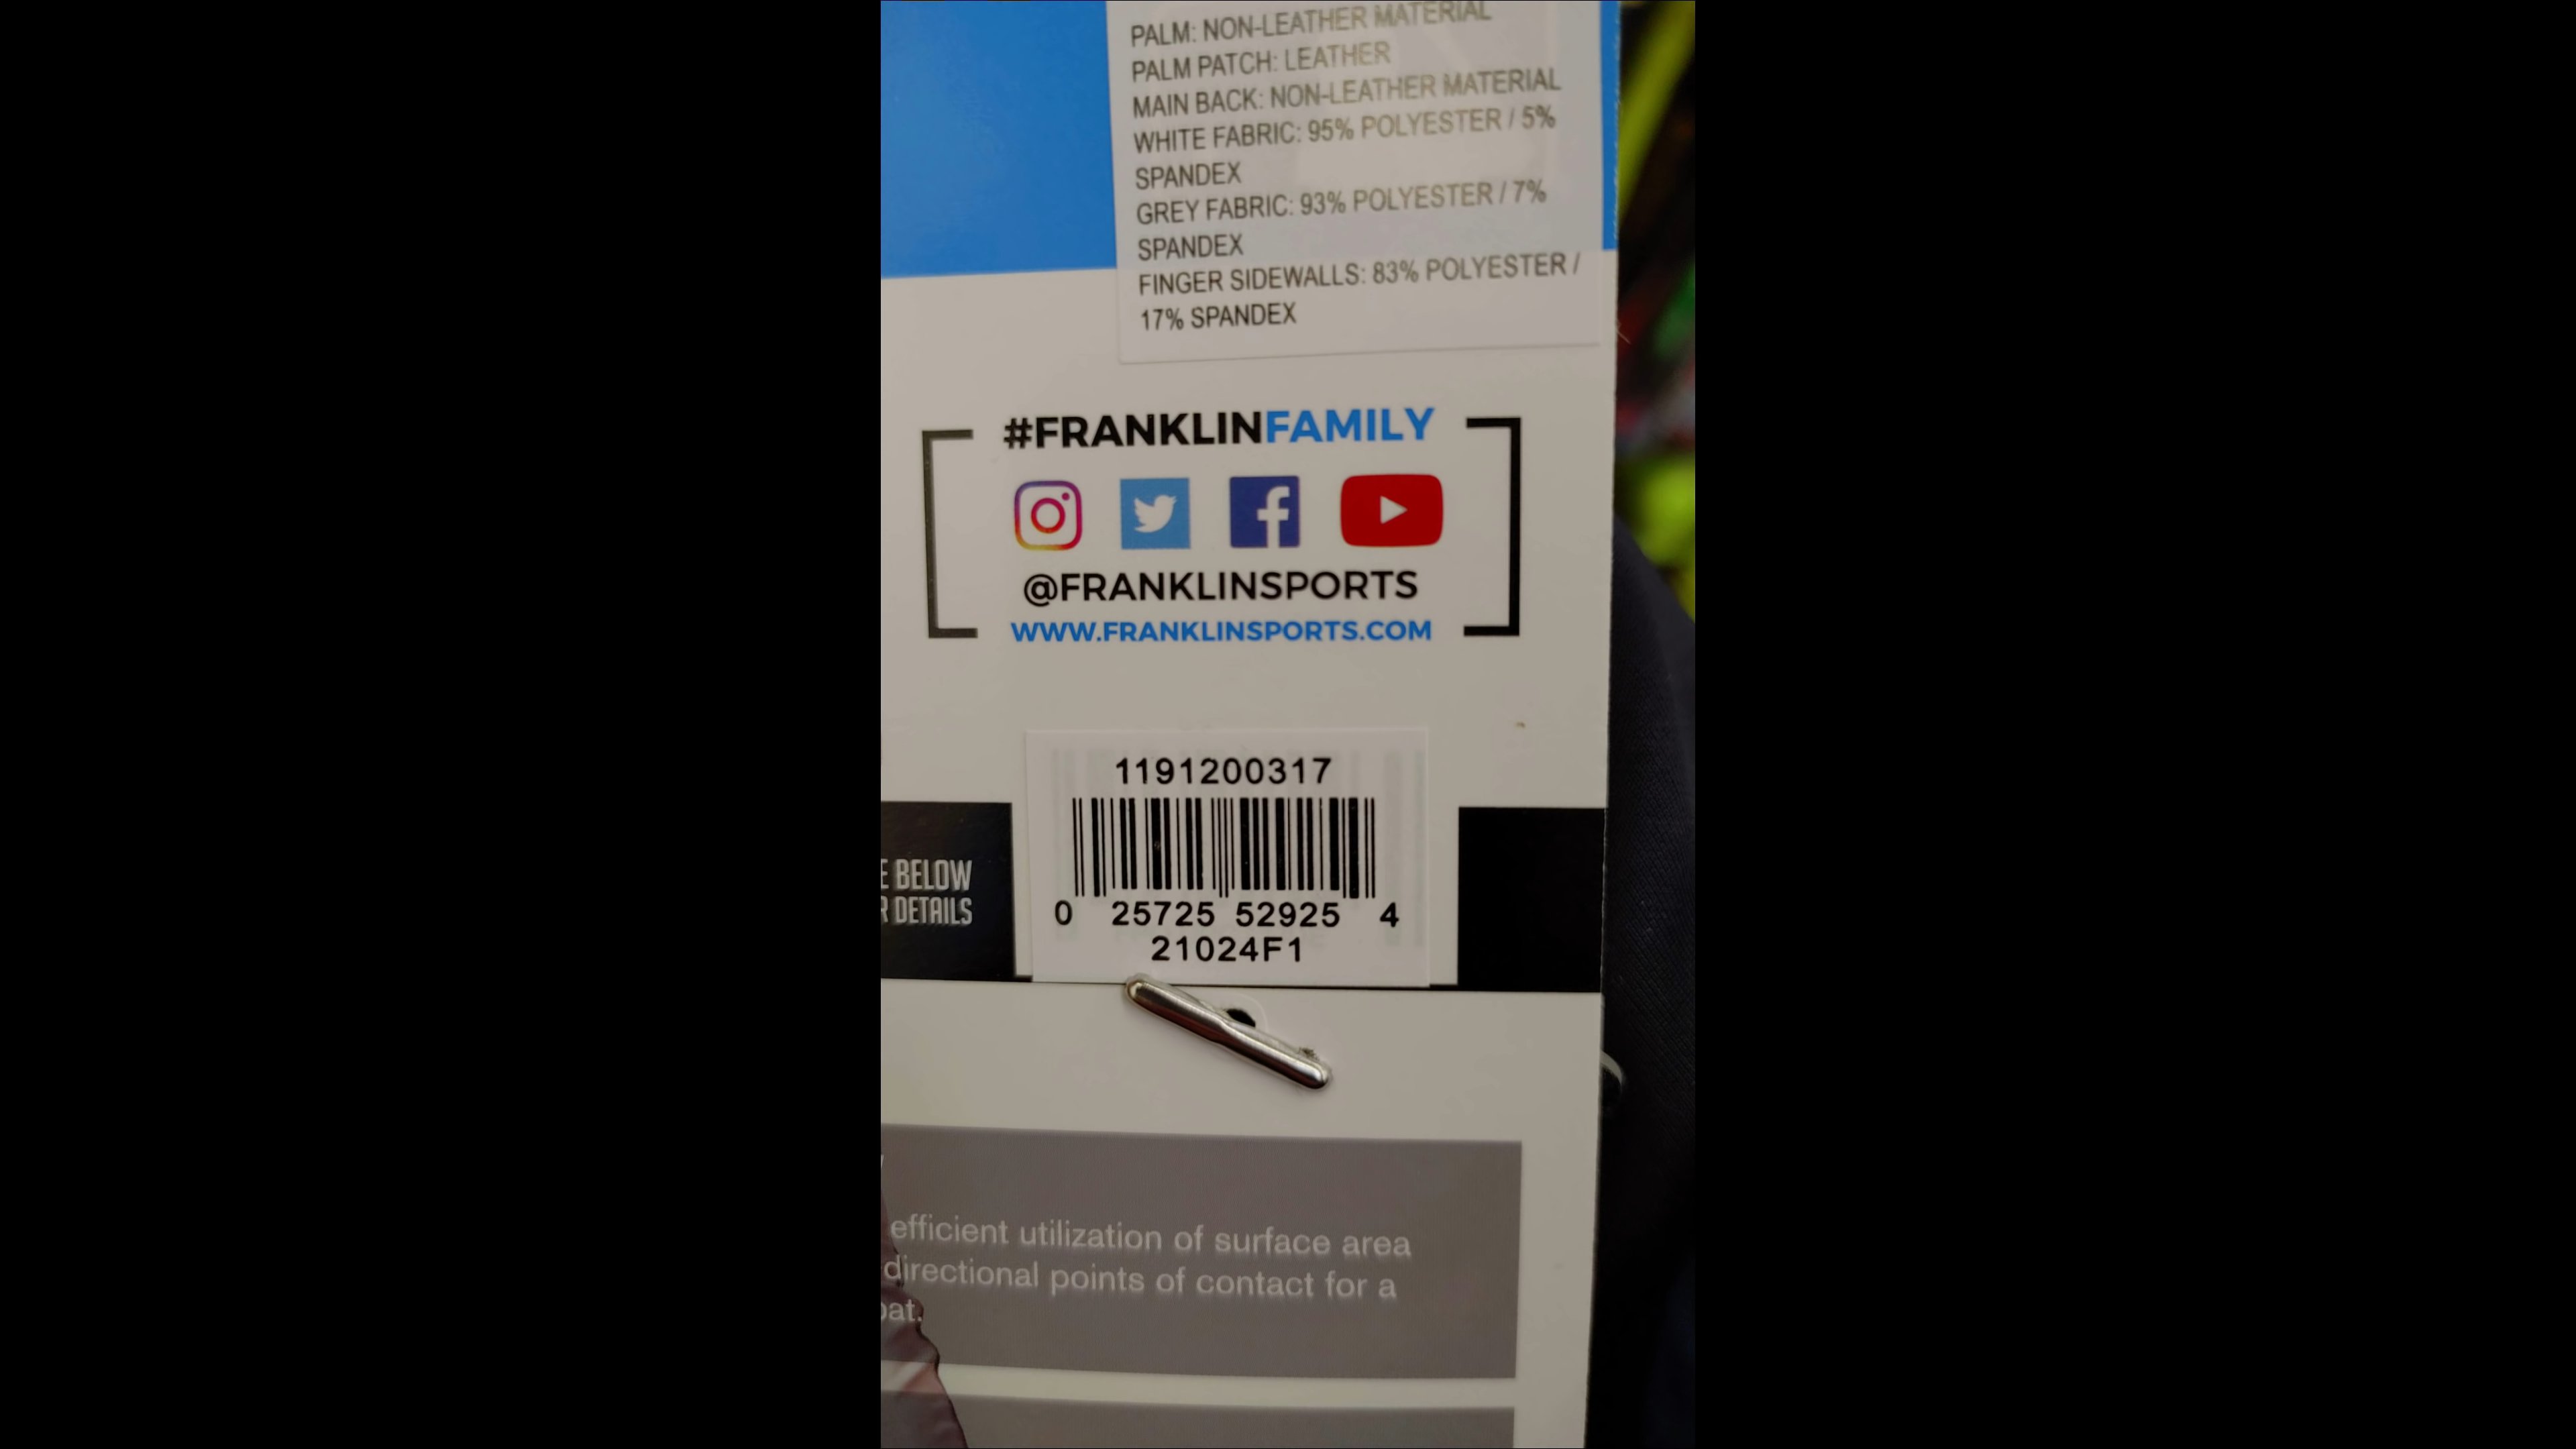 PALM: NON-LEATHER MATERIAL
PALM PATCH: LEATHER
MAIN BACK: NON-LEATHER MATERIAL
WHITE FABRIC: 95% POLYESTER / 5%
SPANDEX
GREY FABRIC: 93% POLYESTER / 7%
SPANDEX
FINGER SIDEWALLS: 83% POLYESTER /
17% SPANDEX
#FRANKLINFAMILY
@FRANKLINSPORTS
WWW.FRANKLINSPORTS.COM
1191200317
0 25725 52925 4
21024F1
BELOW
DETAILS
efficient utilization of surface area
directional points of contact for a